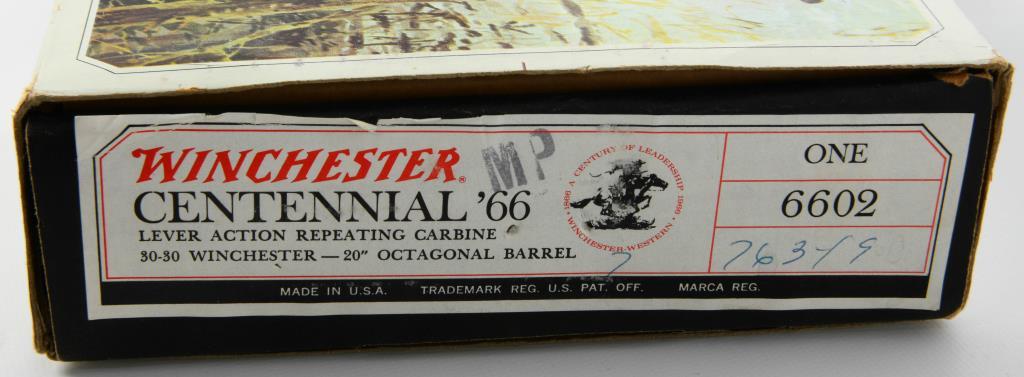 WINCHESTER®
MP
CENTENNIAL '66
LEVER ACTION REPEATING CARBINE
30-30 WINCHESTER — 20" OCTAGONAL BARREL
1866 · A CENTURY OF LEADERSHIP · 1966
WINCHESTER-WESTERN
ONE
6602
MADE IN U.S.A. TRADEMARK REG. U.S. PAT. OFF. MARCA REG.